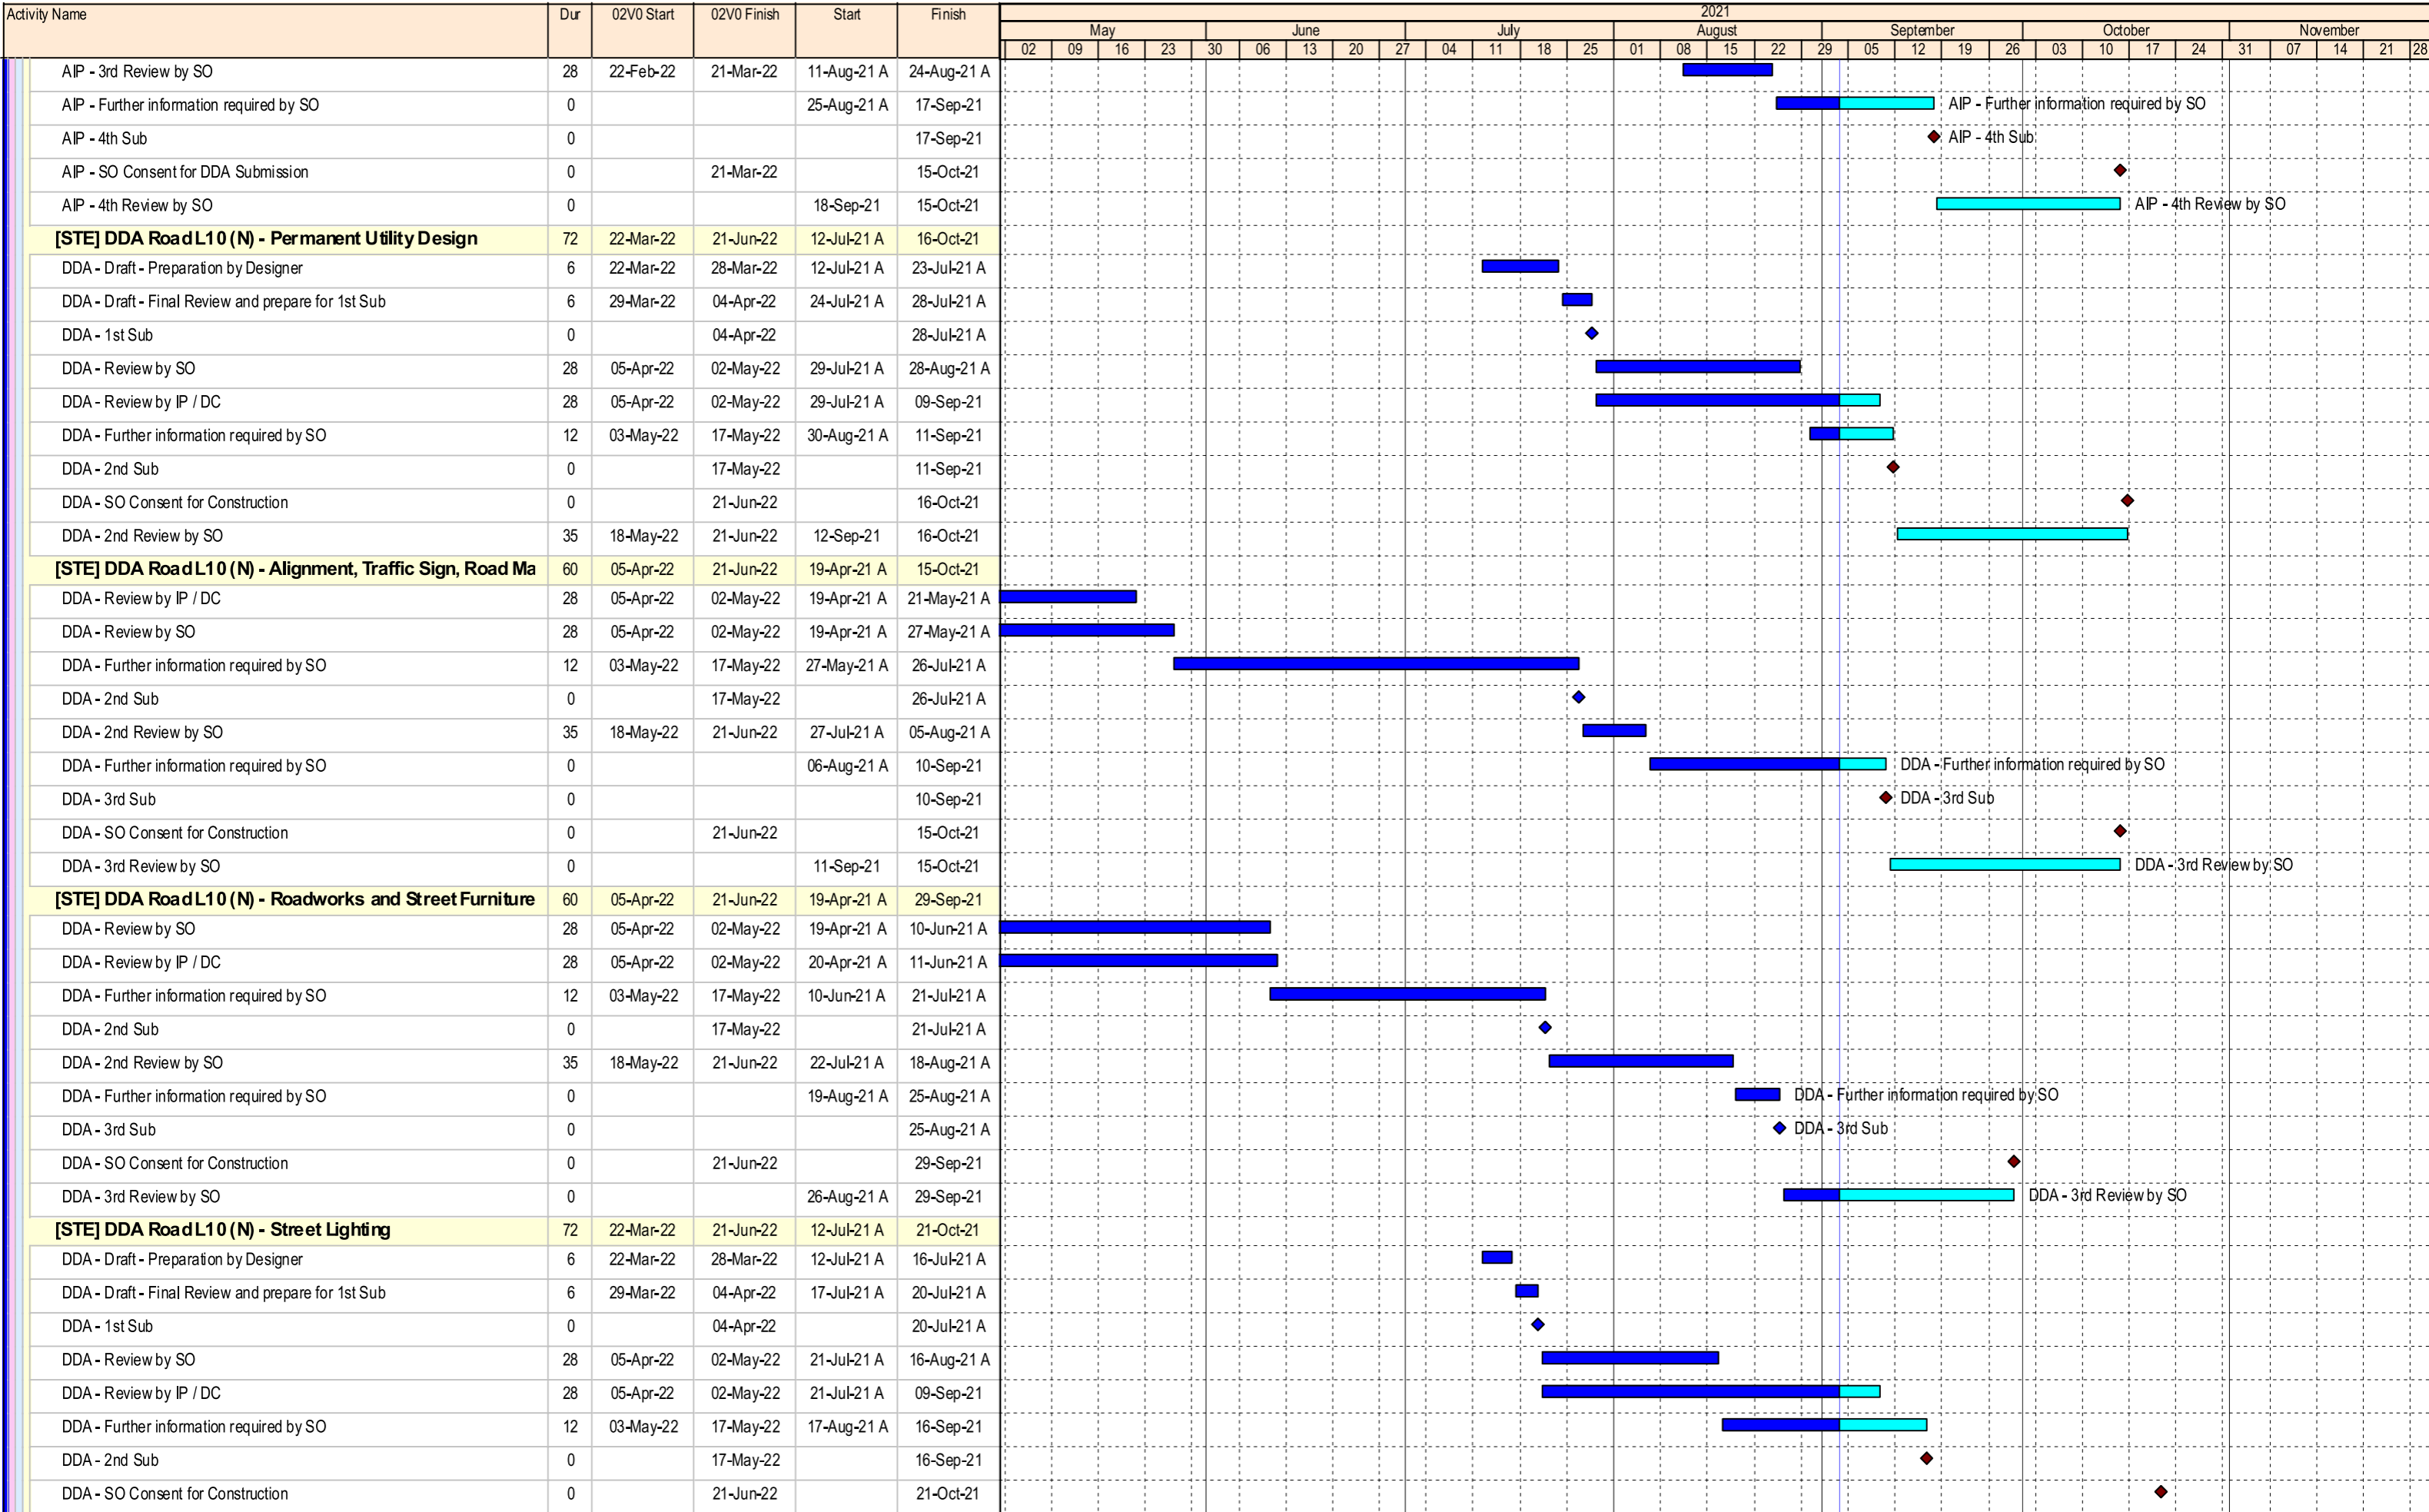 Activity Name Dur 02V0 Start 02V0 Finish Start Finish 2021
May June July August September October November
02 09 16 23 30 06 13 20 27 04 11 18 25 01 08 15 22 29 05 12 19 26 03 10 17 24 31 07 14 21 28
AIP - 3rd Review by SO 28 22-Feb-22 21-Mar-22 11-Aug-21 A 24-Aug-21 A
AIP - Further information required by SO 0 25-Aug-21 A 17-Sep-21 AIP - Further information required by SO
AIP - 4th Sub 0 17-Sep-21 AIP - 4th Sub
AIP - SO Consent for DDA Submission 0 21-Mar-22 15-Oct-21
AIP - 4th Review by SO 0 18-Sep-21 15-Oct-21 AIP - 4th Review by SO
[STE] DDA Road L10 (N) - Permanent Utility Design 72 22-Mar-22 21-Jun-22 12-Jul-21 A 16-Oct-21
DDA - Draft - Preparation by Designer 6 22-Mar-22 28-Mar-22 12-Jul-21 A 23-Jul-21 A
DDA - Draft - Final Review and prepare for 1st Sub 6 29-Mar-22 04-Apr-22 24-Jul-21 A 28-Jul-21 A
DDA - 1st Sub 0 04-Apr-22 28-Jul-21 A
DDA - Review by SO 28 05-Apr-22 02-May-22 29-Jul-21 A 28-Aug-21 A
DDA - Review by IP / DC 28 05-Apr-22 02-May-22 29-Jul-21 A 09-Sep-21
DDA - Further information required by SO 12 03-May-22 17-May-22 30-Aug-21 A 11-Sep-21
DDA - 2nd Sub 0 17-May-22 11-Sep-21
DDA - SO Consent for Construction 0 21-Jun-22 16-Oct-21
DDA - 2nd Review by SO 35 18-May-22 21-Jun-22 12-Sep-21 16-Oct-21
[STE] DDA Road L10 (N) - Alignment, Traffic Sign, Road Ma 60 05-Apr-22 21-Jun-22 19-Apr-21 A 15-Oct-21
DDA - Review by IP / DC 28 05-Apr-22 02-May-22 19-Apr-21 A 21-May-21 A
DDA - Review by SO 28 05-Apr-22 02-May-22 19-Apr-21 A 27-May-21 A
DDA - Further information required by SO 12 03-May-22 17-May-22 27-May-21 A 26-Jul-21 A
DDA - 2nd Sub 0 17-May-22 26-Jul-21 A
DDA - 2nd Review by SO 35 18-May-22 21-Jun-22 27-Jul-21 A 05-Aug-21 A
DDA - Further information required by SO 0 06-Aug-21 A 10-Sep-21 DDA - Further information required by SO
DDA - 3rd Sub 0 10-Sep-21 DDA - 3rd Sub
DDA - SO Consent for Construction 0 21-Jun-22 15-Oct-21
DDA - 3rd Review by SO 0 11-Sep-21 15-Oct-21 DDA - 3rd Review by SO
[STE] DDA Road L10 (N) - Roadworks and Street Furniture 60 05-Apr-22 21-Jun-22 19-Apr-21 A 29-Sep-21
DDA - Review by SO 28 05-Apr-22 02-May-22 19-Apr-21 A 10-Jun-21 A
DDA - Review by IP / DC 28 05-Apr-22 02-May-22 20-Apr-21 A 11-Jun-21 A
DDA - Further information required by SO 12 03-May-22 17-May-22 10-Jun-21 A 21-Jul-21 A
DDA - 2nd Sub 0 17-May-22 21-Jul-21 A
DDA - 2nd Review by SO 35 18-May-22 21-Jun-22 22-Jul-21 A 18-Aug-21 A
DDA - Further information required by SO 0 19-Aug-21 A 25-Aug-21 A DDA - Further information required by SO
DDA - 3rd Sub 0 25-Aug-21 A DDA - 3rd Sub
DDA - SO Consent for Construction 0 21-Jun-22 29-Sep-21
DDA - 3rd Review by SO 0 26-Aug-21 A 29-Sep-21 DDA - 3rd Review by SO
[STE] DDA Road L10 (N) - Street Lighting 72 22-Mar-22 21-Jun-22 12-Jul-21 A 21-Oct-21
DDA - Draft - Preparation by Designer 6 22-Mar-22 28-Mar-22 12-Jul-21 A 16-Jul-21 A
DDA - Draft - Final Review and prepare for 1st Sub 6 29-Mar-22 04-Apr-22 17-Jul-21 A 20-Jul-21 A
DDA - 1st Sub 0 04-Apr-22 20-Jul-21 A
DDA - Review by SO 28 05-Apr-22 02-May-22 21-Jul-21 A 16-Aug-21 A
DDA - Review by IP / DC 28 05-Apr-22 02-May-22 21-Jul-21 A 09-Sep-21
DDA - Further information required by SO 12 03-May-22 17-May-22 17-Aug-21 A 16-Sep-21
DDA - 2nd Sub 0 17-May-22 16-Sep-21
DDA - SO Consent for Construction 0 21-Jun-22 21-Oct-21